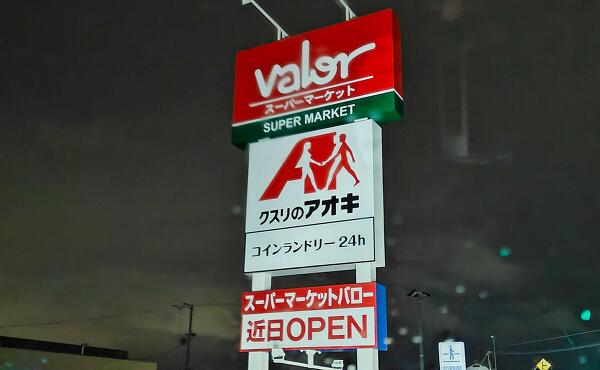 valor
スーパーマーケット
SUPER MARKET
クスリのアオキ
コインランドリー 24h
スーパーマーケットバロー
近日OPEN